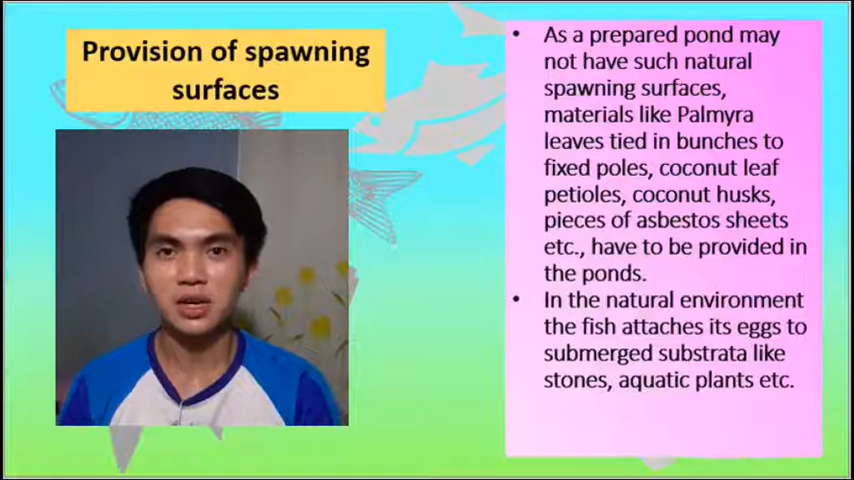 Provision of spawning
surfaces
• As a prepared pond may
not have such natural
spawning surfaces,
materials like Palmyra
leaves tied in bunches to
fixed poles, coconut leaf
petioles, coconut husks,
pieces of asbestos sheets
etc., have to be provided in
the ponds.
• In the natural environment
the fish attaches its eggs to
submerged substrata like
stones, aquatic plants etc.